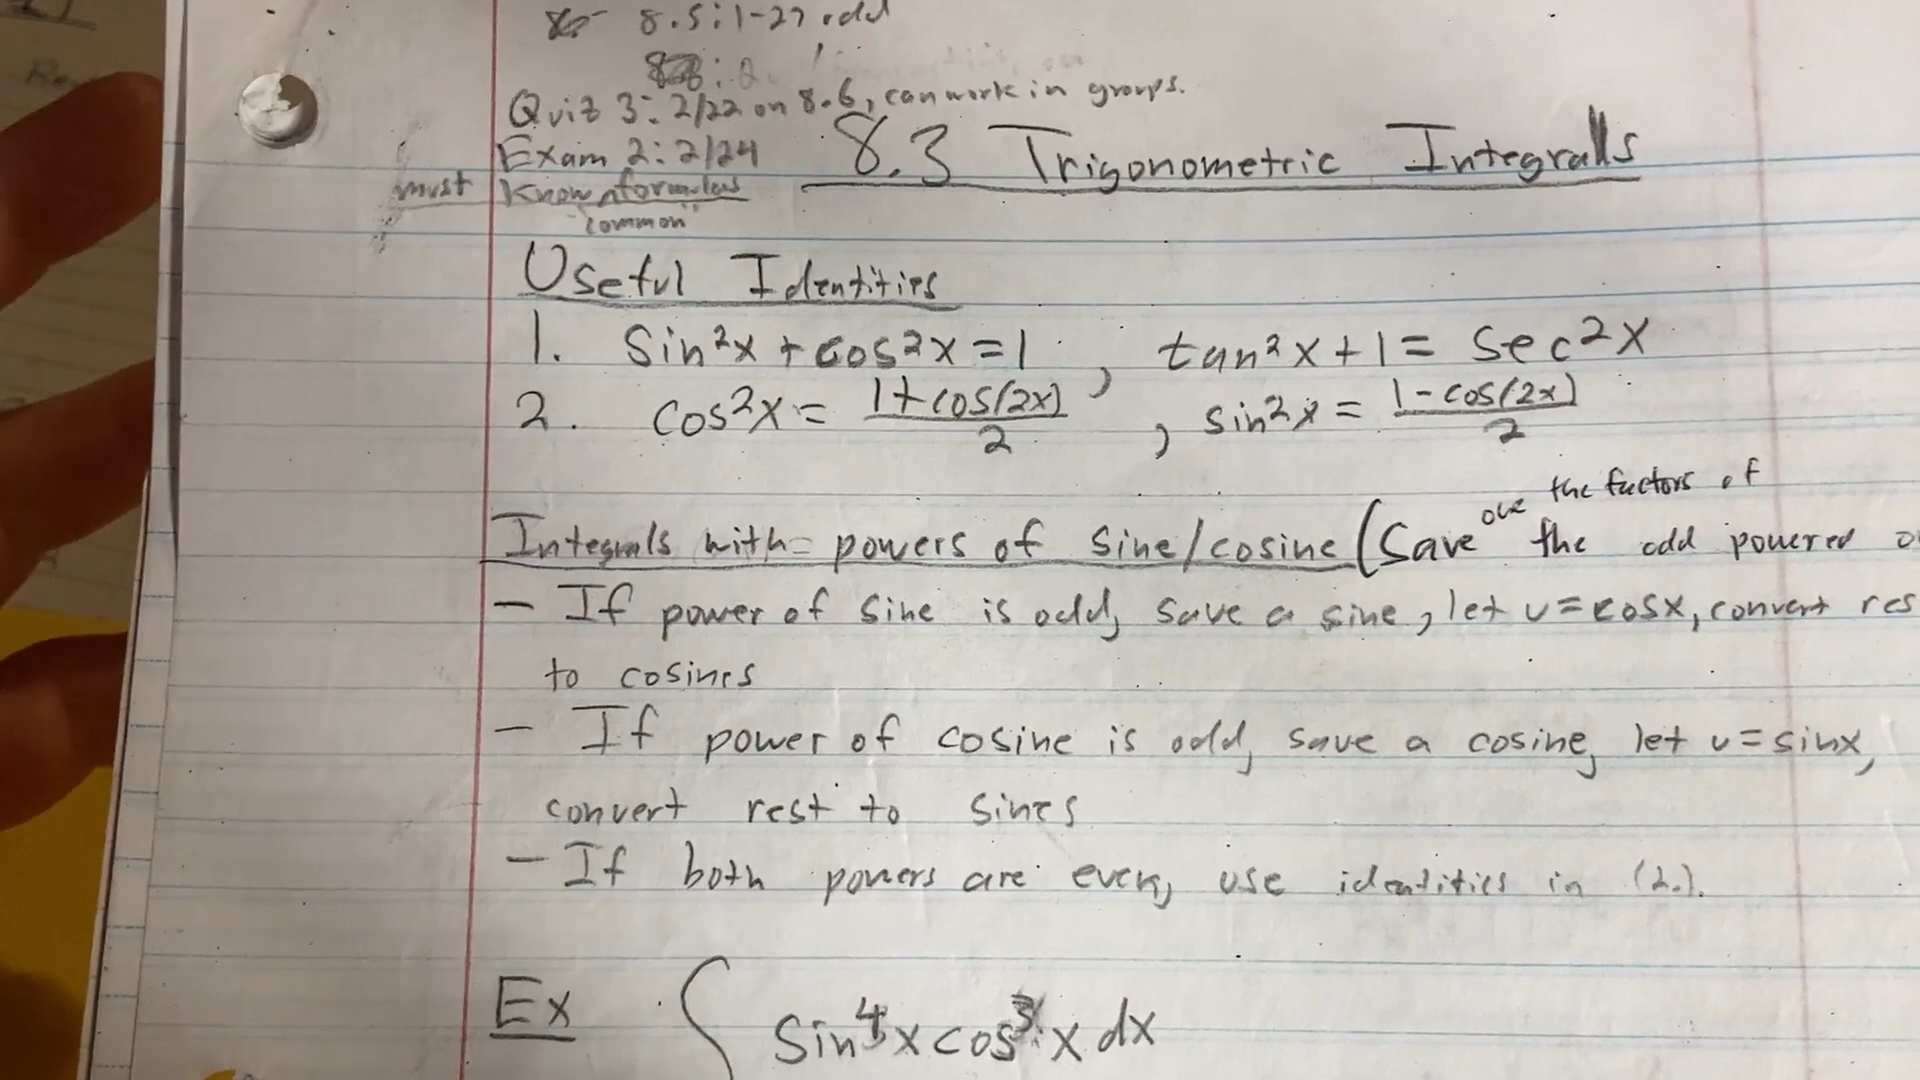 8.5: 1-27 odd
Quiz 3: 2/22 on 8.6, can work in groups.
Exam 2: 2/24
must know formulas
"common"
8.3 Trigonometric Integrals
Useful Identities
1. sin²x + cos²x = 1, tan²x + 1 = sec²x
2. cos²x = (1+cos(2x))/2, sin²x = (1-cos(2x))/2
one the factors of
Integrals with powers of sine/cosine (Save the odd powered
- If power of sine is odd, save a sine, let u=cosx, convert res
to cosines
- If power of cosine is odd, save a cosine, let u=sinx,
convert rest to sines
- If both powers are even, use identities in (2.).
Ex ∫ sin⁴x cos³x dx